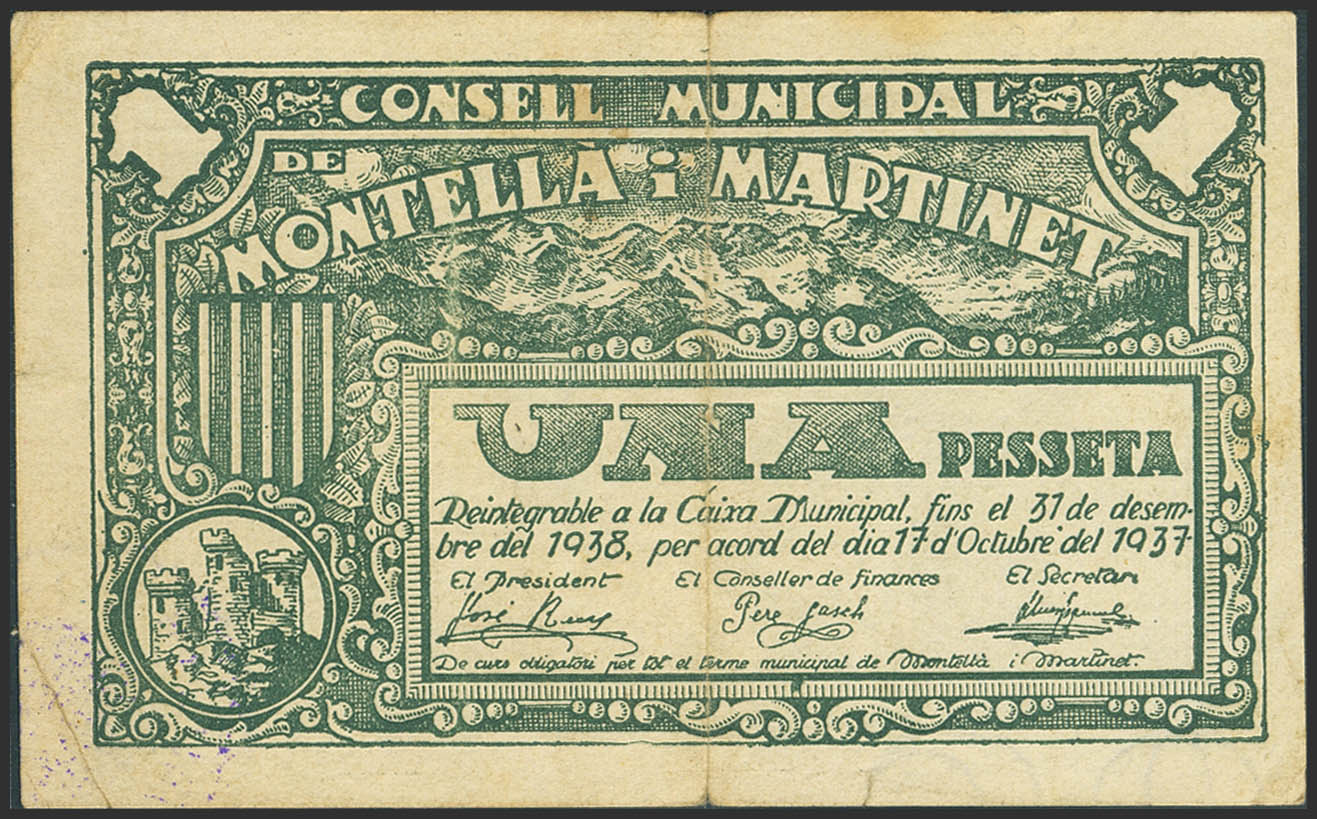 CONSELL MUNICIPAL
DE
MONTELLÀ i MARTINET
UNA PESSETA
Reintegrable a la Caixa Municipal, fins el 31 de desem-
bre del 1938, per acord del dia 17 d'Octubre del 1937
El President El Conseller de finances El Secretari
José Pere Gasch
De curs obligatori per tot el terme municipal de Montellà i Martinet.